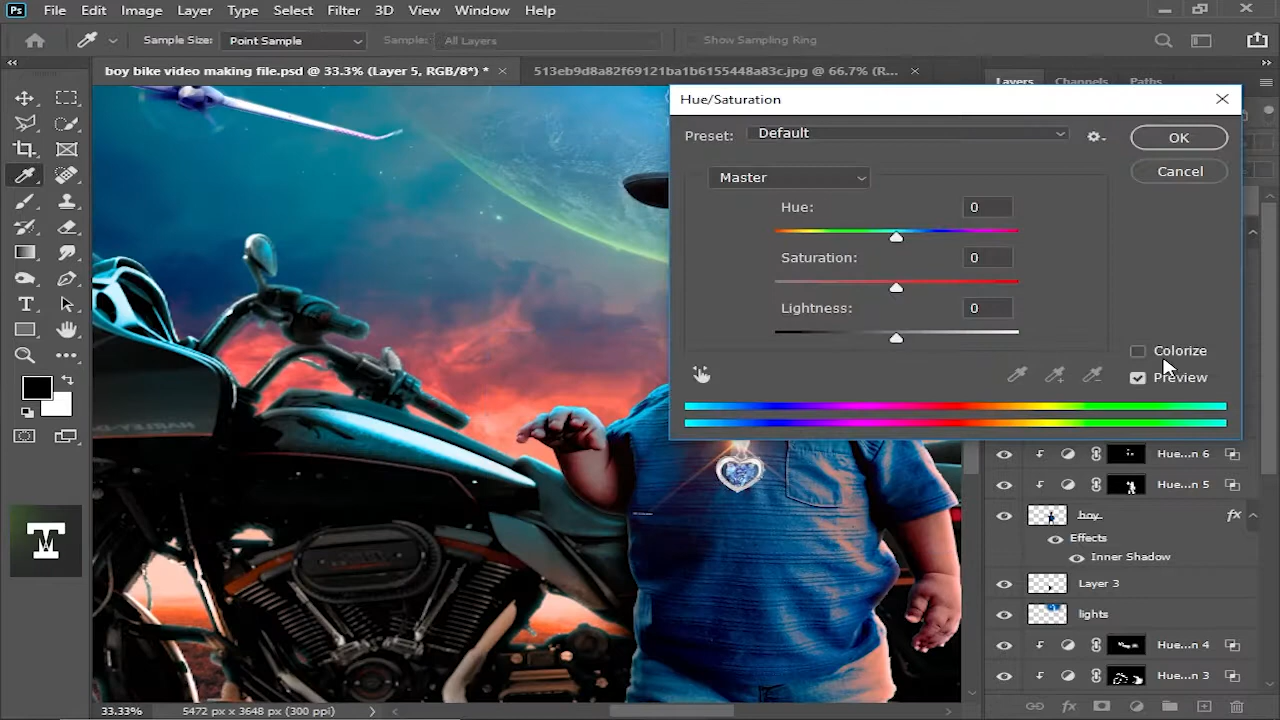 Ps File Edit Image Layer Type Select Filter 3D View Window Help
Sample Size: Point Sample Sample: All Layers Show Sampling Ring
boy bike video making file.psd @ 33.3% (Layer 5, RGB/8*) * 513eb9d8a82f69121ba1b6155448a83c.jpg @ 66.7% (R... Layers Channels Paths
Hue/Saturation
Preset: Default
OK
Master
Cancel
Hue: 0
Saturation: 0
Lightness: 0
Colorize
Preview
Hue...n 6
Hue...n 5
boy
fx
Effects
Inner Shadow
Layer 3
lights
Hue...n 4
Hue...n 3
33.33% 5472 px x 3648 px (300 ppi)
fx